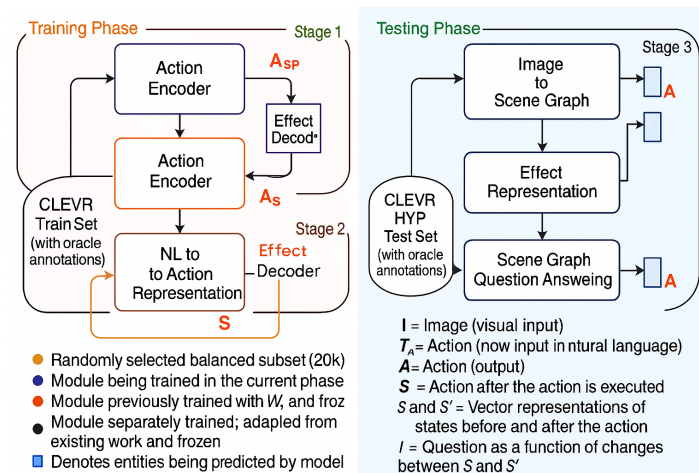 Training Phase
Stage 1
Action
Encoder
A_SP
Effect
Decod
Action
Encoder
A_S
CLEVR
Train Set
(with oracle
annotations)
Stage 2
NL to
to Action
Representation
Effect
Decoder
S
Randomly selected balanced subset (20k)
Module being trained in the current phase
Module previously trained with W, and froz
Module separately trained; adapted from
existing work and frozen
Denotes entities being predicted by model
Testing Phase
Stage 3
Image
to
Scene Graph
A
Effect
Representation
CLEVR
HYP
Test Set
(with oracle
annotations)
Scene Graph
Question Answeing
A
I = Image (visual input)
T_A = Action (now input in ntural language)
A = Action (output)
S = Action after the action is executed
S and S′ = Vector representations of
states before and after the action
I = Question as a function of changes
between S and S′